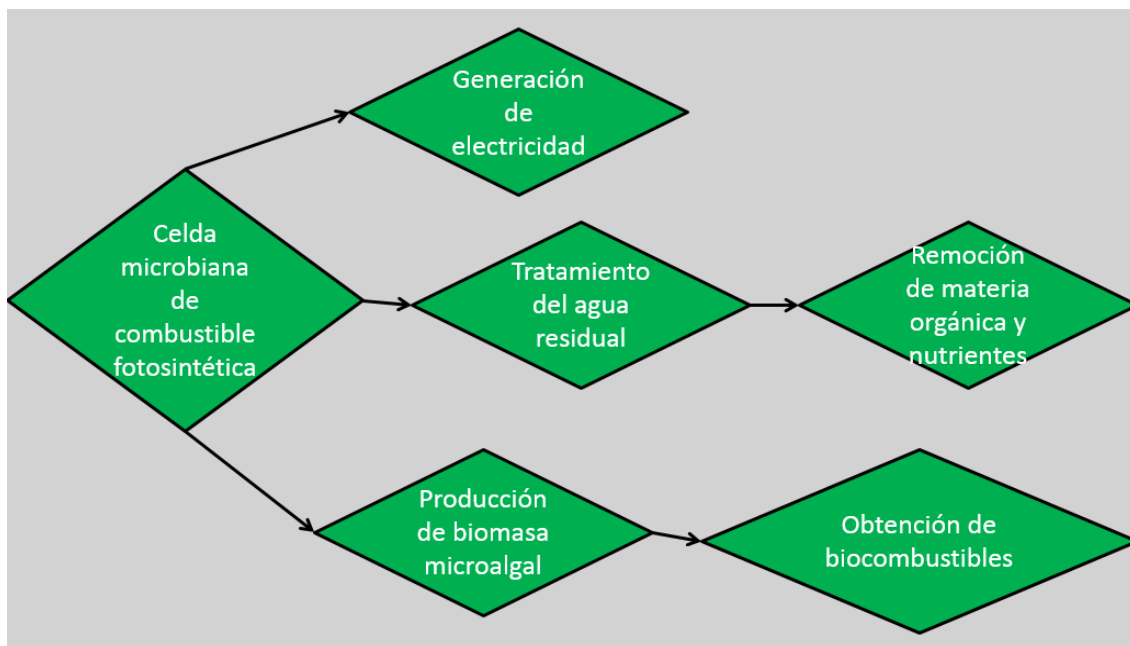 Generación
de
electricidad
Celda
microbiana
de
combustible
fotosintética
Tratamiento
del agua
residual
Remoción
de materia
orgánica y
nutrientes
Producción
de biomasa
microalgal
Obtención de
biocombustibles